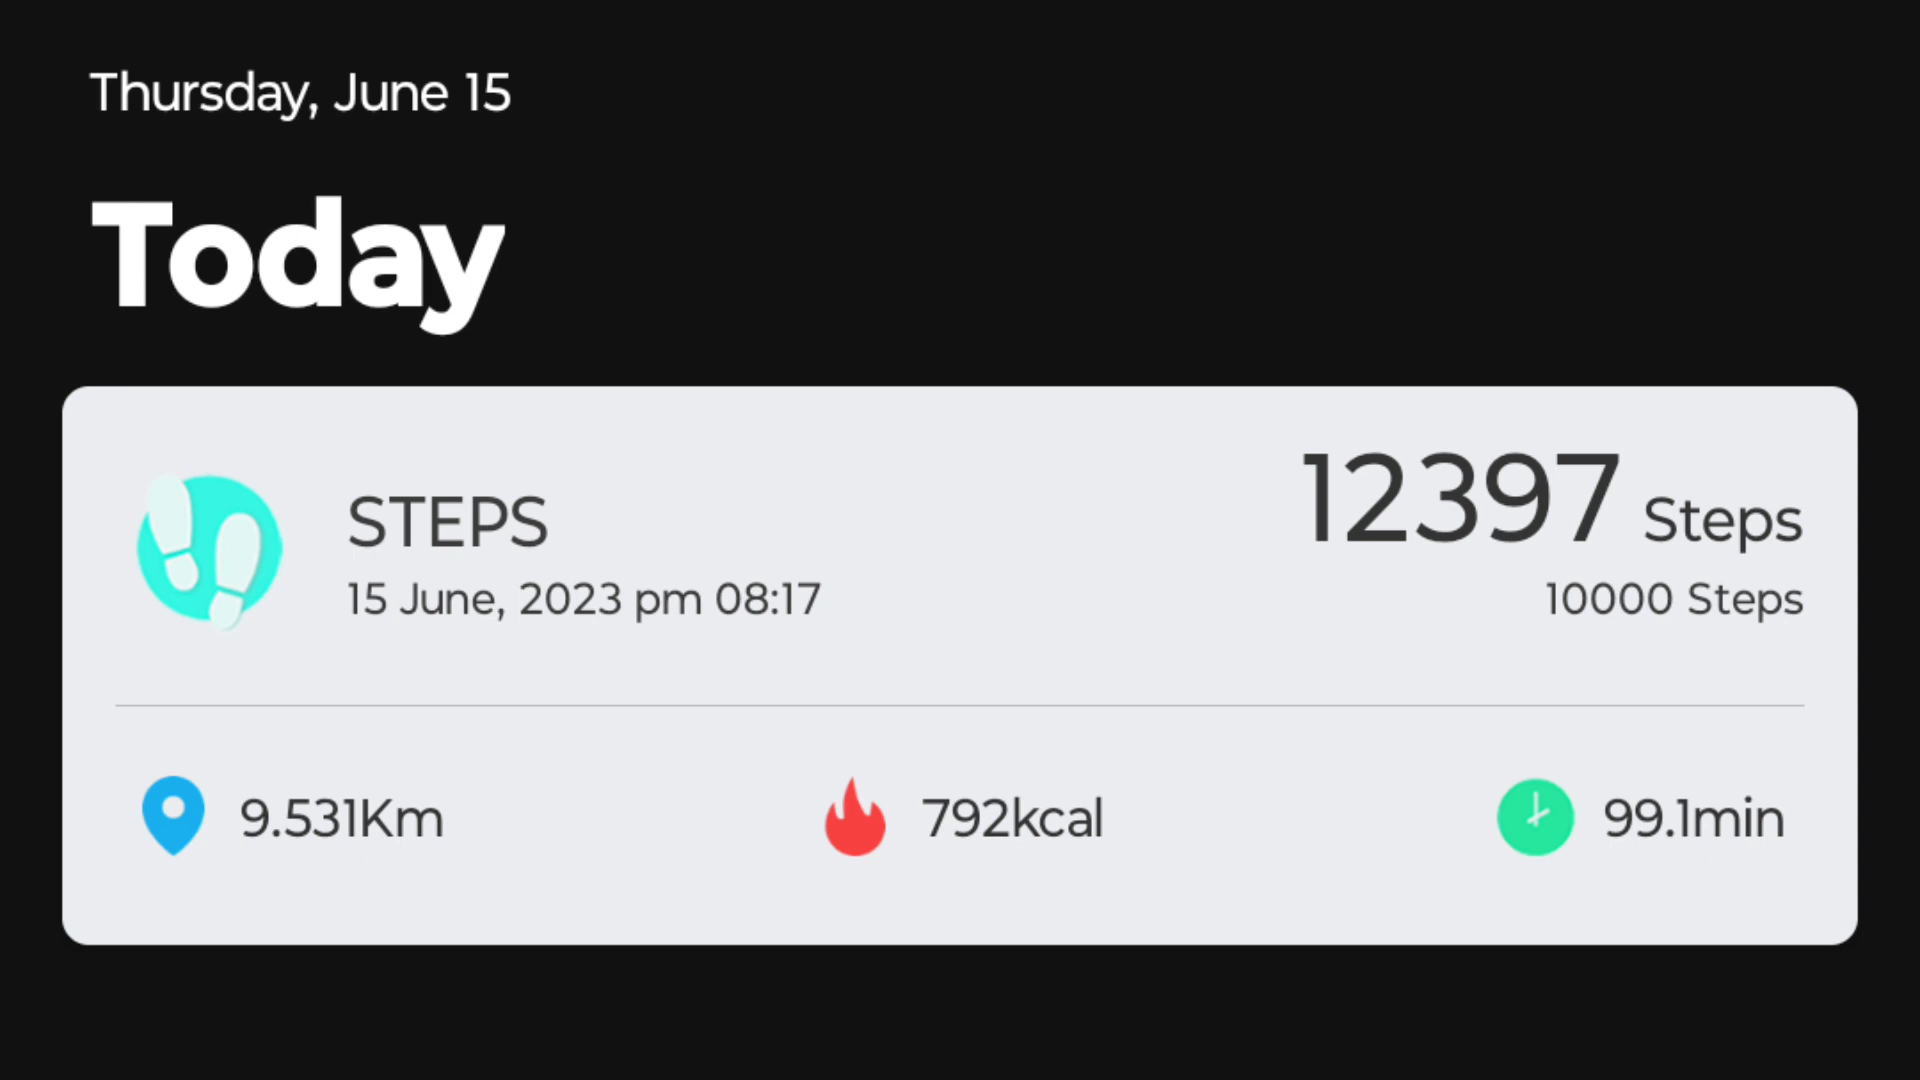 Thursday, June 15
Today
STEPS
12397 Steps
15 June, 2023 pm 08:17
10000 Steps
9.531Km
792kcal
99.1min